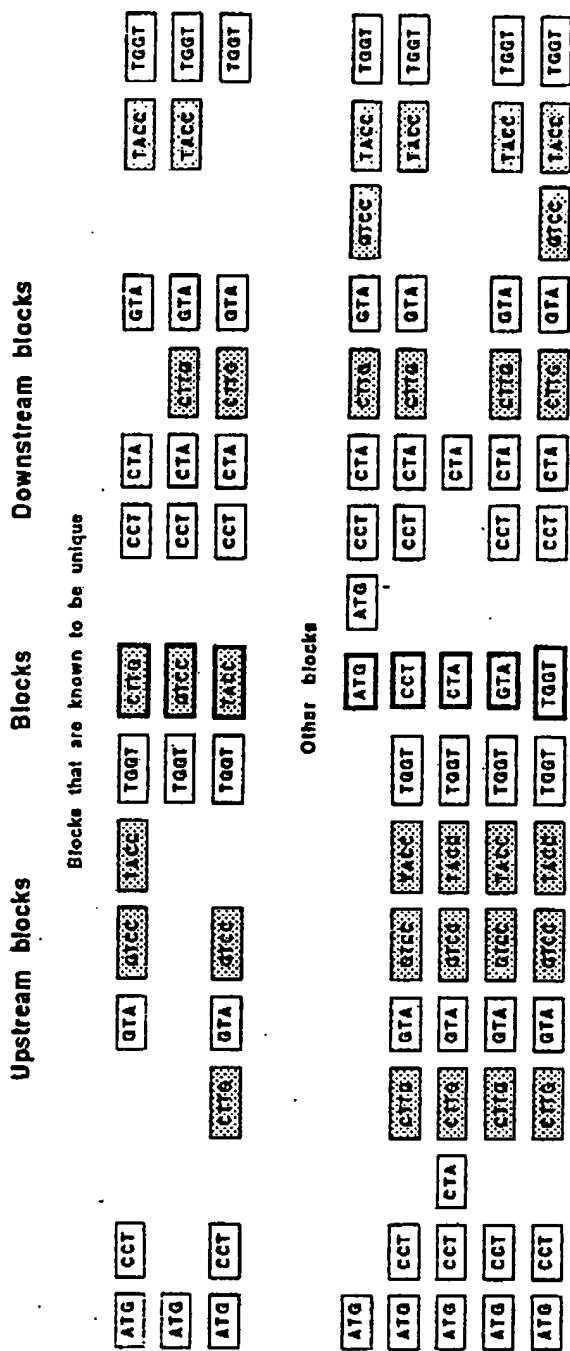 Upstream blocks Blocks Downstream blocks
Blocks that are known to be unique
ATG CCT GTA GTCC TACC TGGT CTTG CCT CTA GTA TACC TGGT
ATG TGGT GTCC CCT CTA CTTG GTA TACC TGGT
ATG CCT CTTG GTA GTCC TGGT TACC CCT CTA CTTG GTA TGGT
Other blocks
ATG ATG ATG CCT CTA CTTG GTA GTCC TACC TGGT
ATG CCT CTTG GTA GTCC TACC TGGT CCT CCT CTA CTTG GTA TACC TGGT
ATG CCT CTA CTTG GTA GTCC TACC TGGT CTA CTA
ATG CCT CTTG GTA GTCC TACC TGGT GTA CCT CTA CTTG GTA TACC TGGT
ATG CCT CTTG GTA GTCC TACC TGGT TGGT CCT CTA CTTG GTA GTCC TACC TGGT